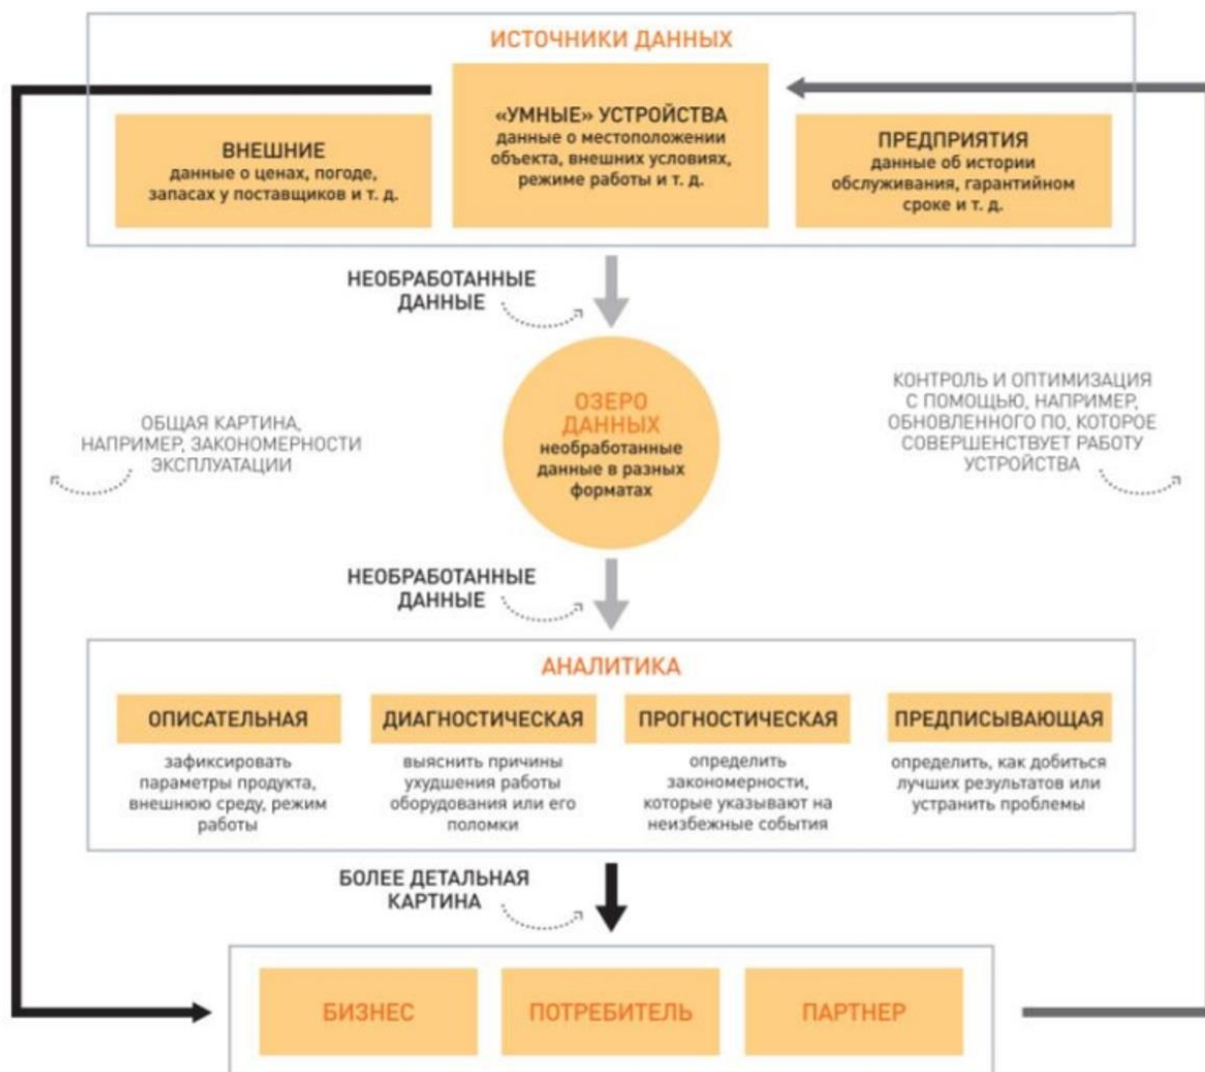 ИСТОЧНИКИ ДАННЫХ
ВНЕШНИЕ
данные о ценах, погоде,
запасах у поставщиков и т. д.
«УМНЫЕ» УСТРОЙСТВА
данные о местоположении
объекта, внешних условиях,
режиме работы и т. д.
ПРЕДПРИЯТИЯ
данные об истории
обслуживания, гарантийном
сроке и т. д.
НЕОБРАБОТАННЫЕ
ДАННЫЕ
ОБЩАЯ КАРТИНА,
НАПРИМЕР, ЗАКОНОМЕРНОСТИ
ЭКСПЛУАТАЦИИ
ОЗЕРО
ДАННЫХ
необработанные
данные в разных
форматах
КОНТРОЛЬ И ОПТИМИЗАЦИЯ
С ПОМОЩЬЮ, НАПРИМЕР,
ОБНОВЛЕННОГО ПО, КОТОРОЕ
СОВЕРШЕНСТВУЕТ РАБОТУ
УСТРОЙСТВА
НЕОБРАБОТАННЫЕ
ДАННЫЕ
АНАЛИТИКА
ОПИСАТЕЛЬНАЯ
зафиксировать
параметры продукта,
внешнюю среду, режим
работы
ДИАГНОСТИЧЕСКАЯ
выяснить причины
ухудшения работы
оборудования или его
поломки
ПРОГНОСТИЧЕСКАЯ
определить
закономерности,
которые указывают на
неизбежные события
ПРЕДПИСЫВАЮЩАЯ
определить, как добиться
лучших результатов или
устранить проблемы
БОЛЕЕ ДЕТАЛЬНАЯ
КАРТИНА
БИЗНЕС
ПОТРЕБИТЕЛЬ
ПАРТНЕР